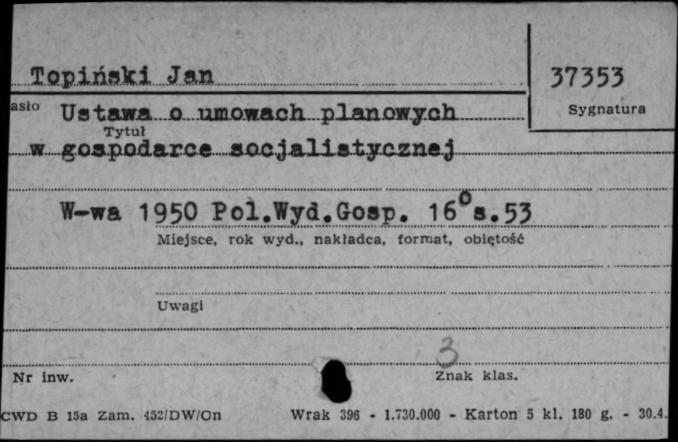 Topiński Jan
37353
asło
Ustawa o umowach planowych
Sygnatura
Tytuł
w gospodarce socjalistycznej
W-wa 1950 Pol.Wyd.Gosp. 16° s.53
Miejsce, rok wyd., nakładca, format, objętość
Uwagi
3
Nr inw.
Znak klas.
CWD B 15a Zam. 452/DW/On Wrak 396 - 1.730.000 - Karton 5 kl. 180 g. - 30.4.